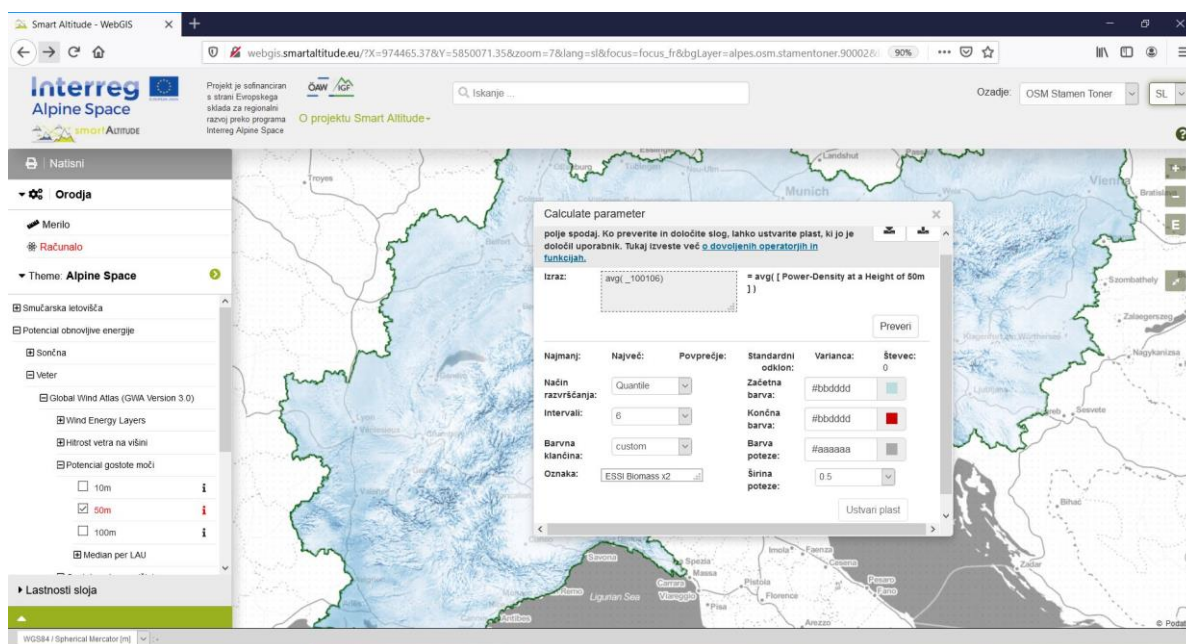 Smart Altitude - WebGIS
webgis.smartaltitude.eu/?X=974465.37&Y=5850071.35&zoom=7&lang=sl&focus=focus_fr&bgLayer=alpes.osm.stamentoner.90002
90%
Interreg
Alpine Space
smartALTITUDE
Projekt je sofinanciran
s strani Evropskega
sklada za regionalni
razvoj preko programa
Interreg Alpine Space
ÖAW IGF
O projektu Smart Altitude
Iskanje ...
Ozadje: OSM Stamen Toner SL
Natisni
Orodja
Merilo
Računalo
Theme: Alpine Space
Smučarska letovišča
Potencial obnovljive energije
Sončna
Veter
Global Wind Atlas (GWA Version 3.0)
Wind Energy Layers
Hitrost vetra na višini
Potencial gostote moči
10m i
50m i
100m i
Median per LAU
Lastnosti sloja
WGS84 / Spherical Mercator [m]
Calculate parameter
polje spodaj. Ko preverite in določite slog, lahko ustvarite plast, ki jo je
določil uporabnik. Tukaj izveste več o dovoljenih operatorjih in
funkcijah.
Izraz: avg( _100106) = avg( [ Power-Density at a Height of 50m
] )
Preveri
Najmanj: Največ: Povprečje: Standardni odklon: Varianca: Števec:
0
Način razvrščanja: Quantile Začetna barva: #bbdddd
Intervali: 6 Končna barva: #bbdddd
Barvna klančina: custom Barva poteze: #aaaaaa
Oznaka: ESSI Biomass x2 Širina poteze: 0.5
Ustvari plast
Troyes
Landshut
Munich
Vienna
Szombathely
Zalaegerszeg
Nagykanizsa
Sesvete
Bihać
Zadar
Savona
Spezia
Massa
Carrara
Viareggio
Pisa
Pistoia
Florence
Imola
Faenza
Cesena
Pesaro
Fano
Arezzo
Ligurian Sea
Antibes
Lyon
Belfort
E